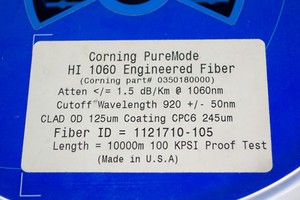 Corning PureMode
HI 1060 Engineered Fiber
(Corning part# 0350180000)
Atten </= 1.5 dB/Km @ 1060nm
Cutoff Wavelength 920 +/- 50nm
CLAD OD 125um Coating CPC6 245um
Fiber ID = 1121710-105
Length = 10000m 100 KPSI Proof Test
(Made in U.S.A)